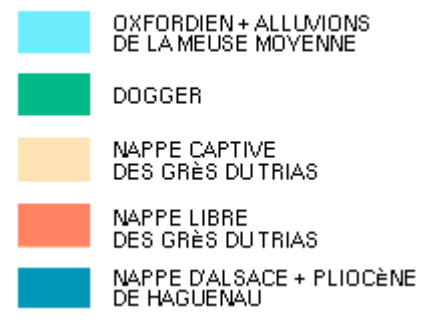 OXFORDIEN + ALLUVIONS
DE LA MEUSE MOYENNE
DOGGER
NAPPE CAPTIVE
DES GRÈS DU TRIAS
NAPPE LIBRE
DES GRÈS DU TRIAS
NAPPE D'ALSACE + PLIOCÈNE
DE HAGUENAU